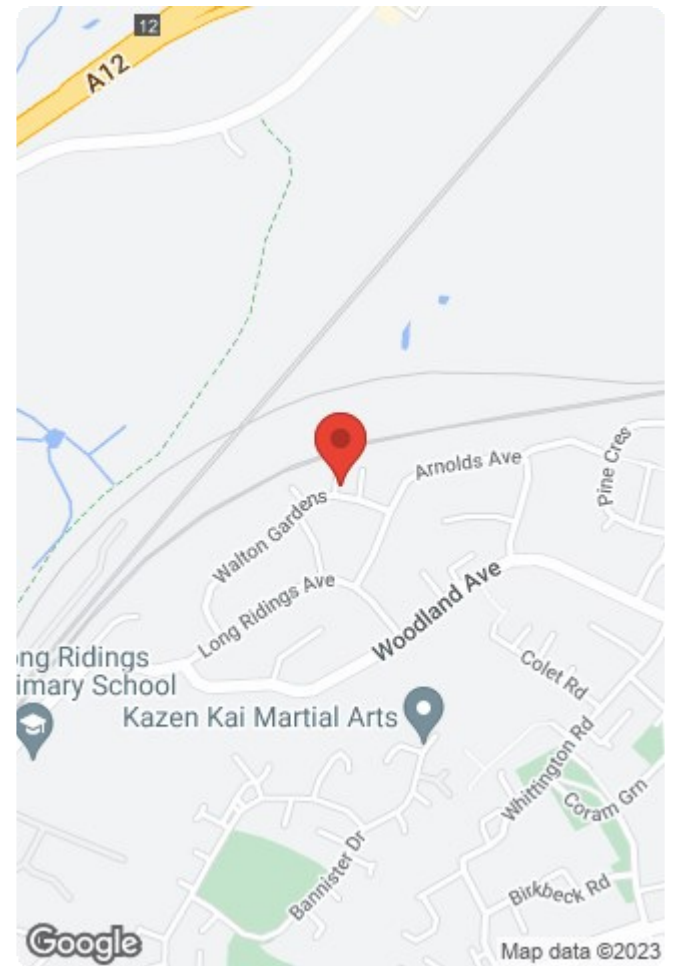 12
A12
Arnolds Ave
Pine Cres
Walton Gardens
Long Ridings Ave
Woodland Ave
ong Ridings
imary School
Colet Rd
Kazen Kai Martial Arts
Whittington Rd
Coram Grn
Bannister Dr
Birkbeck Rd
Google
Map data ©2023